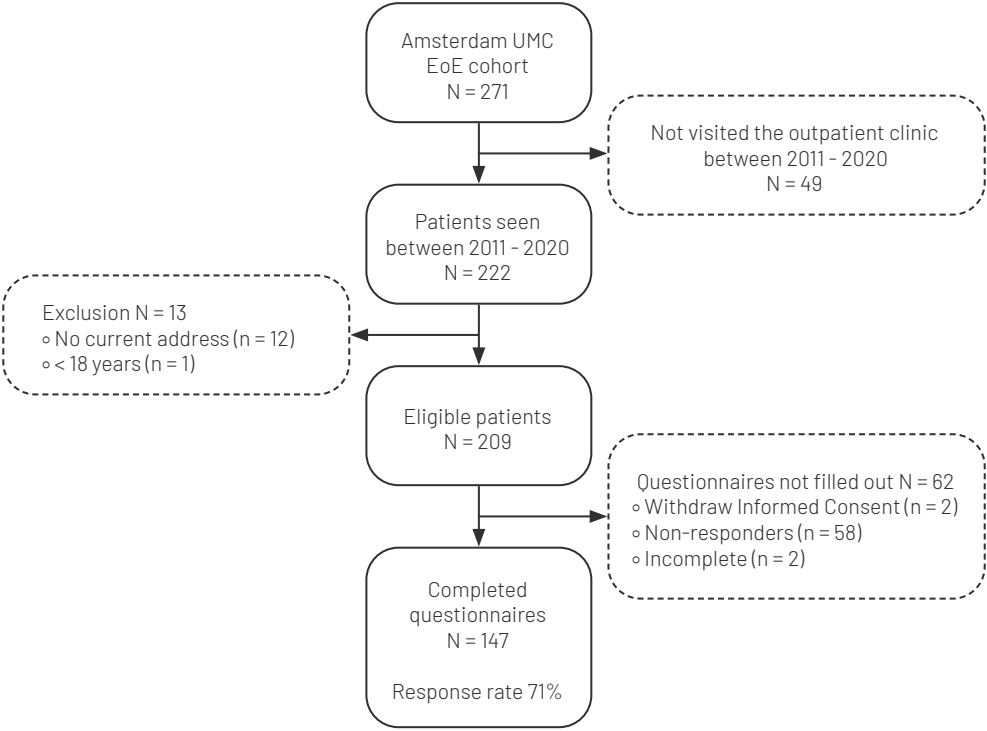 Amsterdam UMC
EoE cohort
N = 271
Not visited the outpatient clinic
between 2011 - 2020
N = 49
Patients seen
between 2011 - 2020
N = 222
Exclusion N = 13
◦ No current address (n = 12)
◦ < 18 years (n = 1)
Eligible patients
N = 209
Questionnaires not filled out N = 62
◦ Withdraw Informed Consent (n = 2)
◦ Non-responders (n = 58)
◦ Incomplete (n = 2)
Completed
questionnaires
N = 147
Response rate 71%